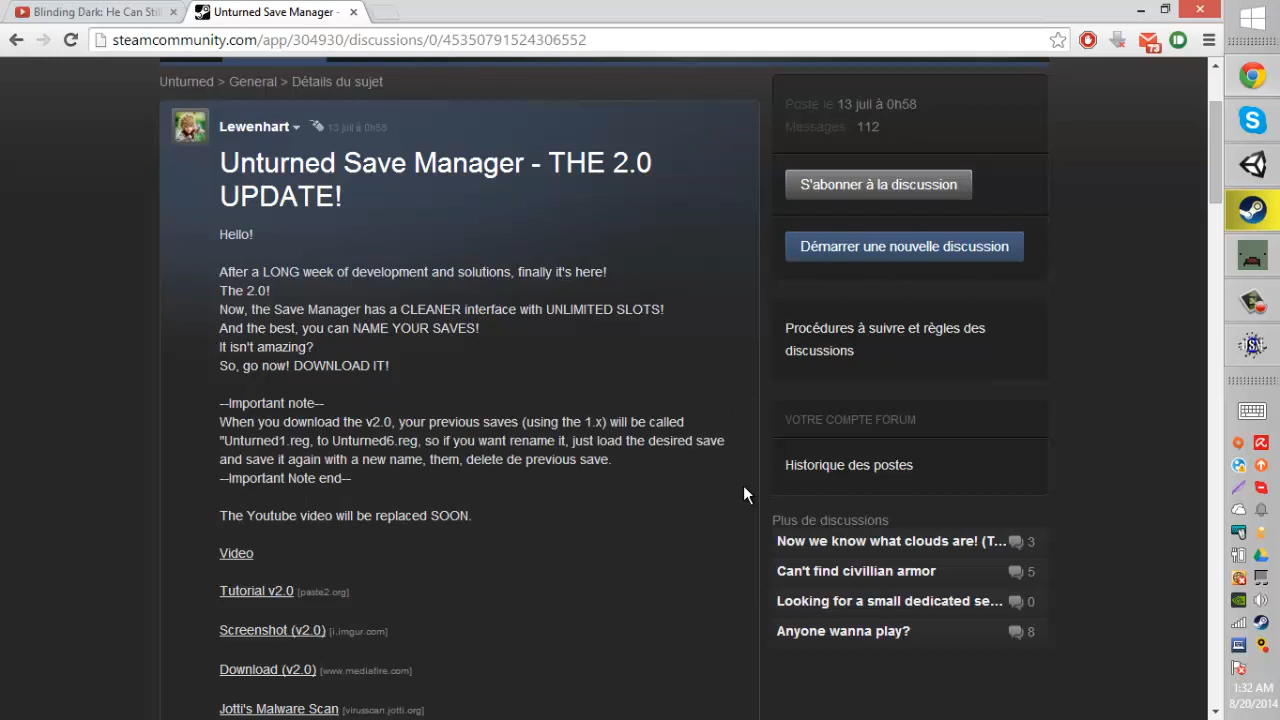 Blinding Dark: He Can Stil
Unturned Save Manager -
steamcommunity.com/app/304930/discussions/0/45350791524306552
73
Unturned > General > Détails du sujet
Lewenhart
13 juil à 0h58
Unturned Save Manager - THE 2.0
UPDATE!
Hello!
After a LONG week of development and solutions, finally it's here!
The 2.0!
Now, the Save Manager has a CLEANER interface with UNLIMITED SLOTS!
And the best, you can NAME YOUR SAVES!
It isn't amazing?
So, go now! DOWNLOAD IT!
--Important note--
When you download the v2.0, your previous saves (using the 1.x) will be called
"Unturned1.reg, to Unturned6.reg, so if you want rename it, just load the desired save
and save it again with a new name, them, delete de previous save.
--Important Note end--
The Youtube video will be replaced SOON.
Video
Tutorial v2.0 [paste2.org]
Screenshot (v2.0) [i.imgur.com]
Download (v2.0) [www.mediafire.com]
Jotti's Malware Scan [virusscan.jotti.org]
Posté le 13 juil à 0h58
Messages 112
S'abonner à la discussion
Démarrer une nouvelle discussion
Procédures à suivre et règles des
discussions
VOTRE COMPTE FORUM
Historique des postes
Plus de discussions
Now we know what clouds are! (T... 3
Can't find civillian armor 5
Looking for a small dedicated se... 0
Anyone wanna play? 8
1:32 AM
8/20/2014